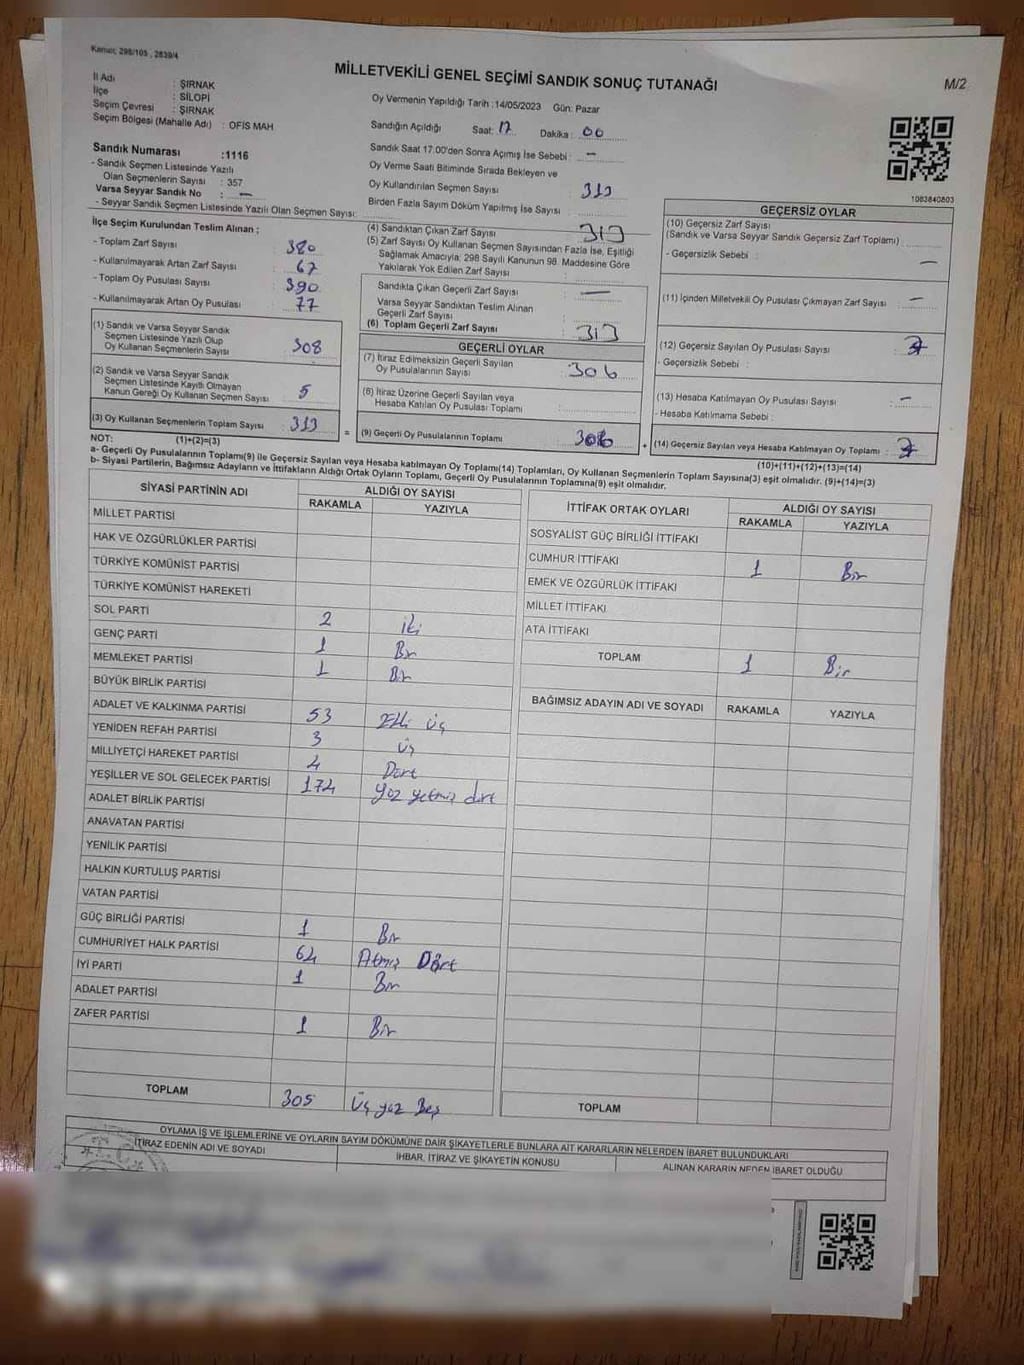 Kanun; 298/105 , 2839/4
MİLLETVEKİLİ GENEL SEÇİMİ SANDIK SONUÇ TUTANAĞI
M/2
İl Adı : ŞIRNAK
İlçe : SİLOPİ
Seçim Çevresi : ŞIRNAK
Seçim Bölgesi (Mahalle Adı) : OFİS MAH
Sandık Numarası :1116
- Sandık Seçmen Listesinde Yazılı
Olan Seçmenlerin Sayısı : 357
Varsa Seyyar Sandık No : —
- Seyyar Sandık Seçmen Listesinde Yazılı Olan Seçmen Sayısı:
Oy Vermenin Yapıldığı Tarih :14/05/2023 Gün: Pazar
Sandığın Açıldığı Saat: 17 Dakika : 00
Sandık Saat 17.00'den Sonra Açımış İse Sebebi : —
Oy Verme Saati Bitiminde Sırada Bekleyen ve
Oy Kullandırılan Seçmen Sayısı : 313
Birden Fazla Sayım Döküm Yapılmış İse Sayısı :
1083840803
İlçe Seçim Kurulundan Teslim Alınan ;
- Toplam Zarf Sayısı : 380
- Kullanılmayarak Artan Zarf Sayısı : 67
- Toplam Oy Pusulası Sayısı : 390
- Kullanılmayarak Artan Oy Pusulası : 77
(1) Sandık ve Varsa Seyyar Sandık
Seçmen Listesinde Yazılı Olup
Oy Kullanan Seçmenlerin Sayısı : 308
(2) Sandık ve Varsa Seyyar Sandık
Seçmen Listesinde Kayıtlı Olmayan
Kanun Gereği Oy Kullanan Seçmen Sayısı : 5
(3) Oy Kullanan Seçmenlerin Toplam Sayısı : 313
(4) Sandıktan Çıkan Zarf Sayısı : 313
(5) Zarf Sayısı Oy Kullanan Seçmen Sayısından Fazla İse, Eşitliği
Sağlamak Amacıyla; 298 Sayılı Kanunun 98. Maddesine Göre
Yakılarak Yok Edilen Zarf Sayısı :
Sandıkta Çıkan Geçerli Zarf Sayısı : —
Varsa Seyyar Sandıktan Teslim Alınan
Geçerli Zarf Sayısı :
(6) Toplam Geçerli Zarf Sayısı : 313
GEÇERLİ OYLAR
(7) İtiraz Edilmeksizin Geçerli Sayılan
Oy Pusulalarının Sayısı : 306
(8) İtiraz Üzerine Geçerli Sayılan veya
Hesaba Katılan Oy Pusulası Toplamı :
= (9) Geçerli Oy Pusulalarının Toplamı : 306
GEÇERSİZ OYLAR
(10) Geçersiz Zarf Sayısı
(Sandık ve Varsa Seyyar Sandık Geçersiz Zarf Toplamı) :
- Geçersizlik Sebebi : —
(11) İçinden Milletvekili Oy Pusulası Çıkmayan Zarf Sayısı : —
(12) Geçersiz Sayılan Oy Pusulası Sayısı : 7
- Geçersizlik Sebebi :
(13) Hesaba Katılmayan Oy Pusulası Sayısı : —
- Hesaba Katılmama Sebebi :
+ (14) Geçersiz Sayılan veya Hesaba Katılmayan Oy Toplamı : 7
NOT: (1)+(2)=(3) (10)+(11)+(12)+(13)=(14)
a- Geçerli Oy Pusulalarının Toplamı(9) ile Geçersiz Sayılan veya Hesaba katılmayan Oy Toplamı(14) Toplamları, Oy Kullanan Seçmenlerin Toplam Sayısına(3) eşit olmalıdır. (9)+(14)=(3)
b- Siyasi Partilerin, Bağımsız Adayların ve İttifakların Aldığı Ortak Oyların Toplamı, Geçerli Oy Pusulalarının Toplamına(9) eşit olmalıdır.
SİYASİ PARTİNİN ADI ALDIĞI OY SAYISI
RAKAMLA YAZIYLA
MİLLET PARTİSİ
HAK VE ÖZGÜRLÜKLER PARTİSİ
TÜRKİYE KOMÜNİST PARTİSİ
TÜRKİYE KOMÜNİST HAREKETİ
SOL PARTİ 2 iki
GENÇ PARTİ 1 Bir
MEMLEKET PARTİSİ 1 Bir
BÜYÜK BİRLİK PARTİSİ
ADALET VE KALKINMA PARTİSİ 53 Elli üç
YENİDEN REFAH PARTİSİ 3 üç
MİLLİYETÇİ HAREKET PARTİSİ 4 Dört
YEŞİLLER VE SOL GELECEK PARTİSİ 174 yüz yetmiş dört
ADALET BİRLİK PARTİSİ
ANAVATAN PARTİSİ
YENİLİK PARTİSİ
HALKIN KURTULUŞ PARTİSİ
VATAN PARTİSİ
GÜÇ BİRLİĞİ PARTİSİ 1 Bir
CUMHURİYET HALK PARTİSİ 64 Atmış Dört
İYİ PARTİ 1 Bir
ADALET PARTİSİ
ZAFER PARTİSİ 1 Bir
TOPLAM 305 üç yüz Beş
İTTİFAK ORTAK OYLARI ALDIĞI OY SAYISI
RAKAMLA YAZIYLA
SOSYALİST GÜÇ BİRLİĞİ İTTİFAKI
CUMHUR İTTİFAKI 1 Bir
EMEK VE ÖZGÜRLÜK İTTİFAKI
MİLLET İTTİFAKI
ATA İTTİFAKI
TOPLAM 1 Bir
BAĞIMSIZ ADAYIN ADI VE SOYADI RAKAMLA YAZIYLA
TOPLAM
OYLAMA İŞ VE İŞLEMLERİNE VE OYLARIN SAYIM DÖKÜMÜNE DAİR ŞİKAYETLERLE BUNLARA AİT KARARLARIN NELERDEN İBARET BULUNDUKLARI
İTİRAZ EDENİN ADI VE SOYADI İHBAR, İTİRAZ VE ŞİKAYETİN KONUSU ALINAN KARARIN NEDEN İBARET OLDUĞU
T.C.